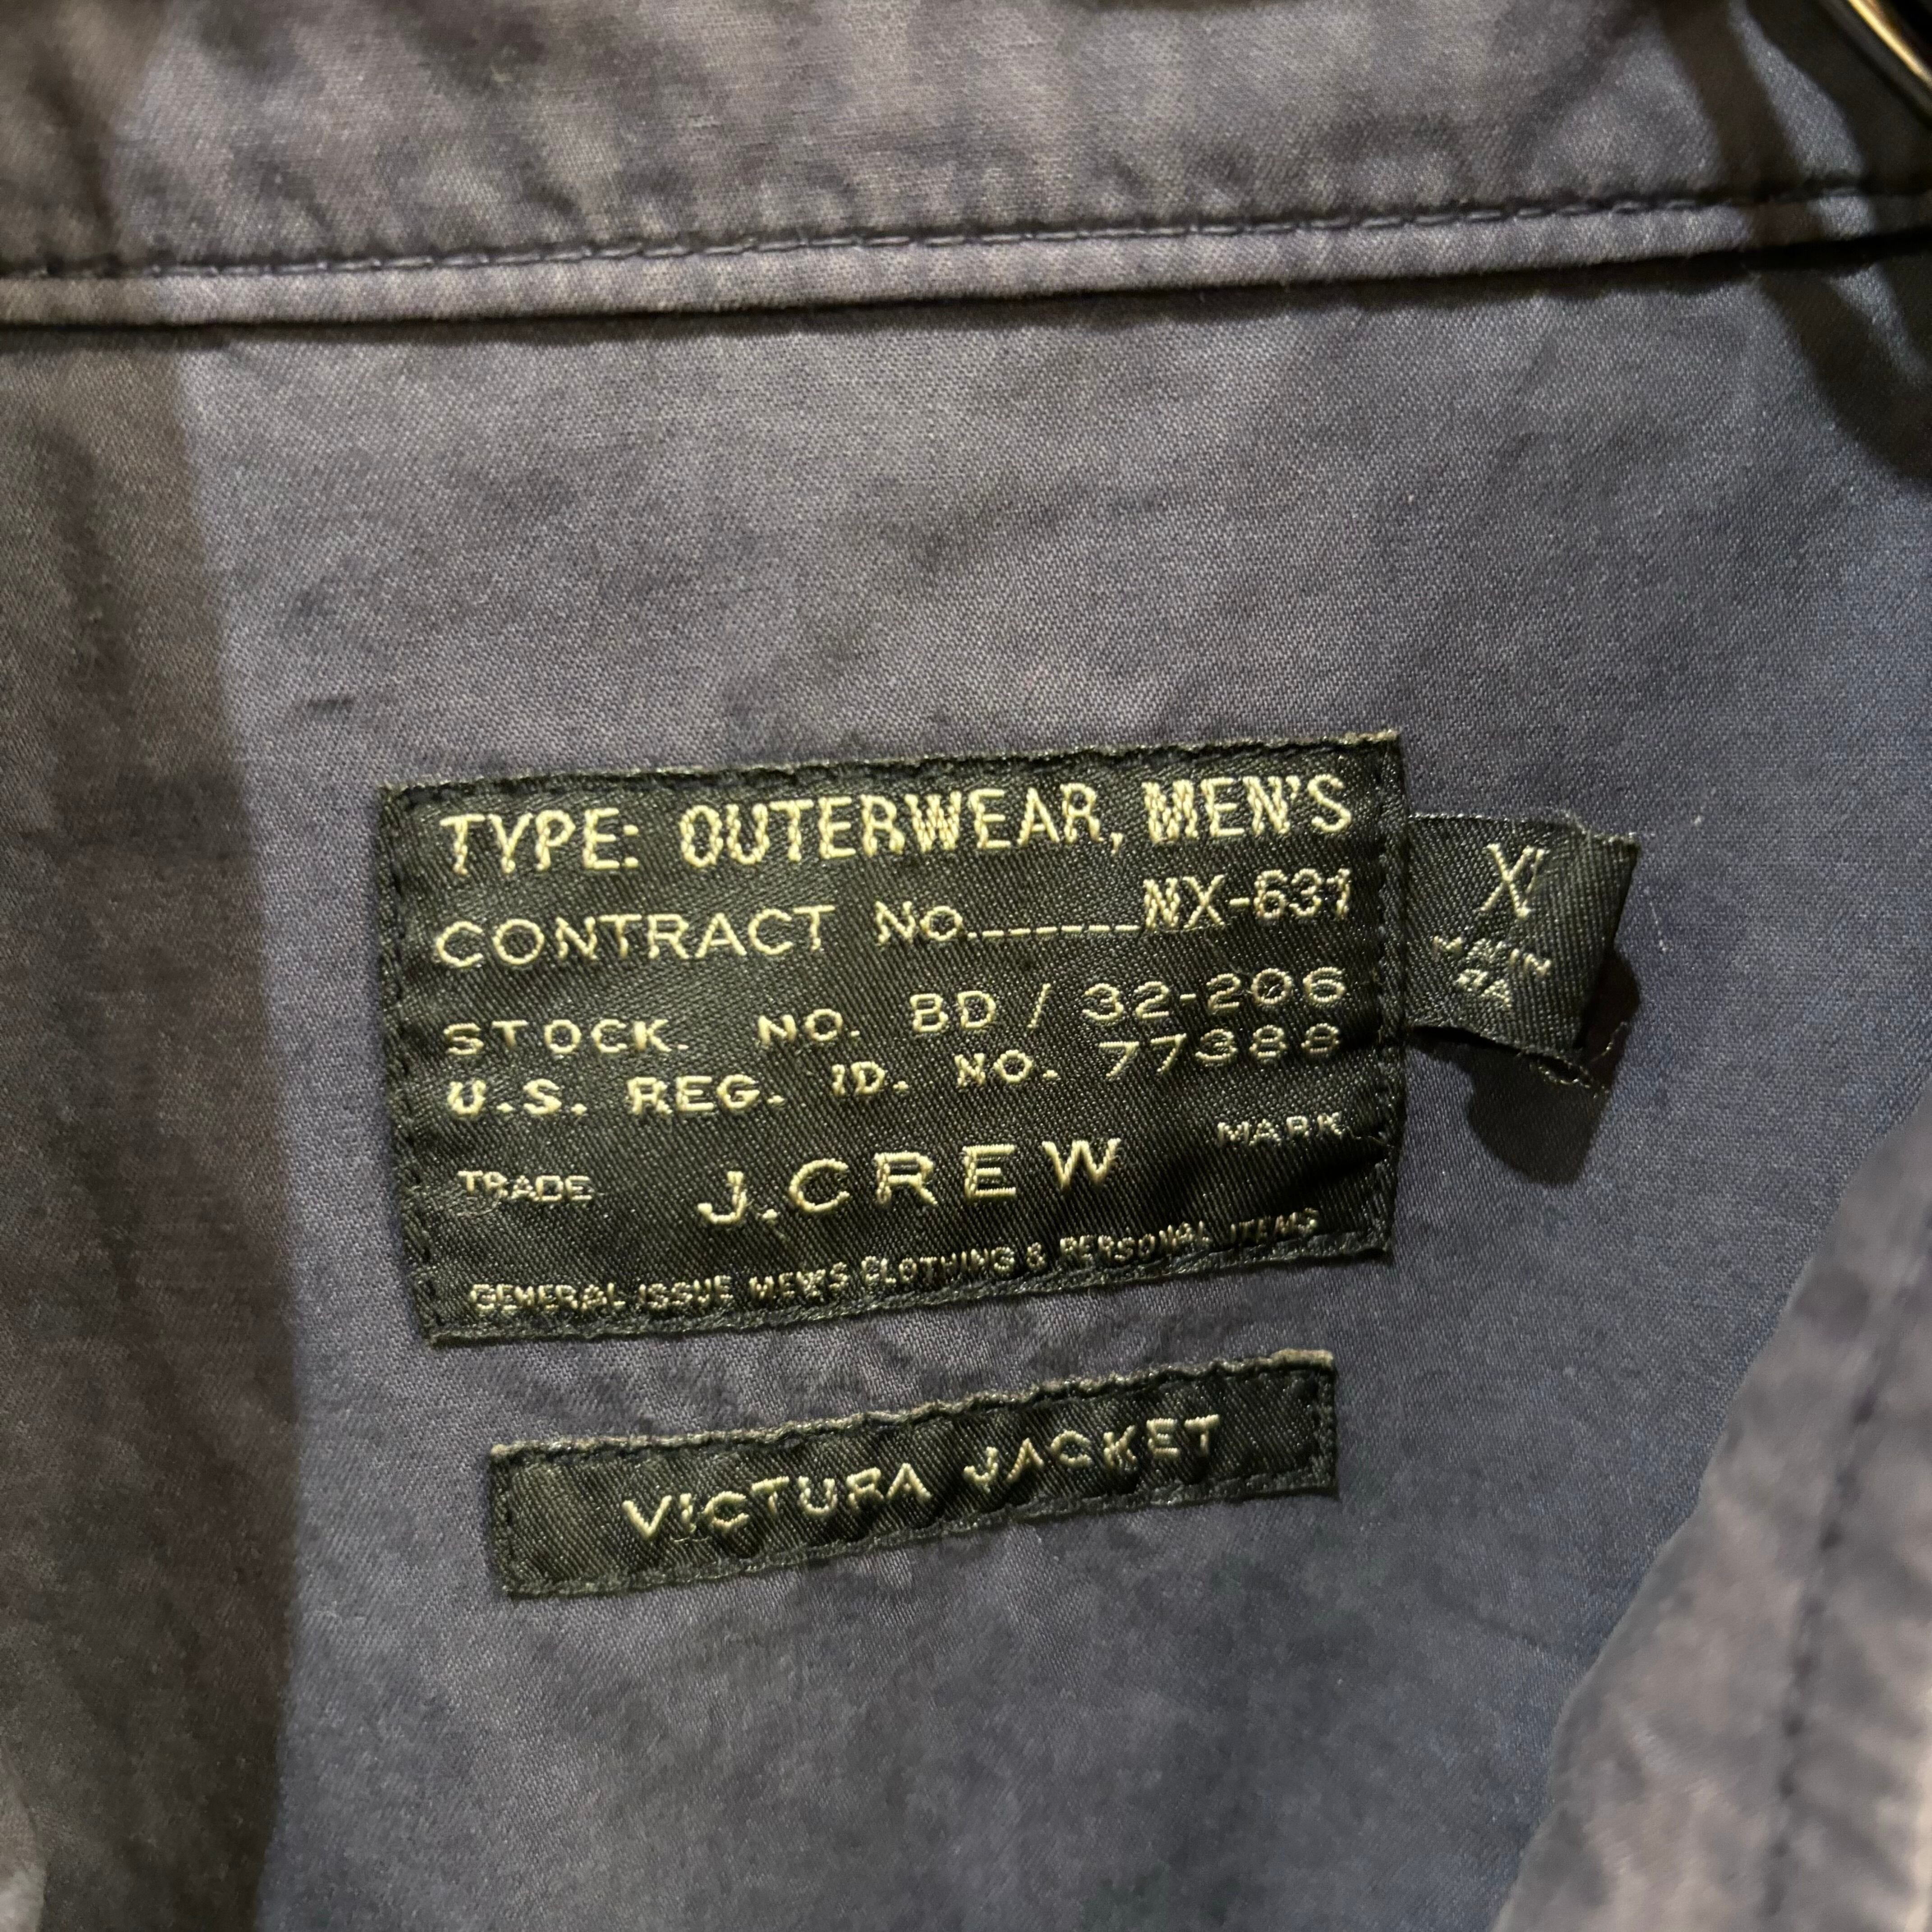 TYPE: OUTERWEAR, MEN'S
CONTRACT No.......NX-631
STOCK. NO. BD / 32-206
U.S. REG. ID. NO. 77388
TRADE J.CREW MARK
GENERAL ISSUE MEN'S CLOTHING & PERSONAL ITEMS
VICTURA JACKET